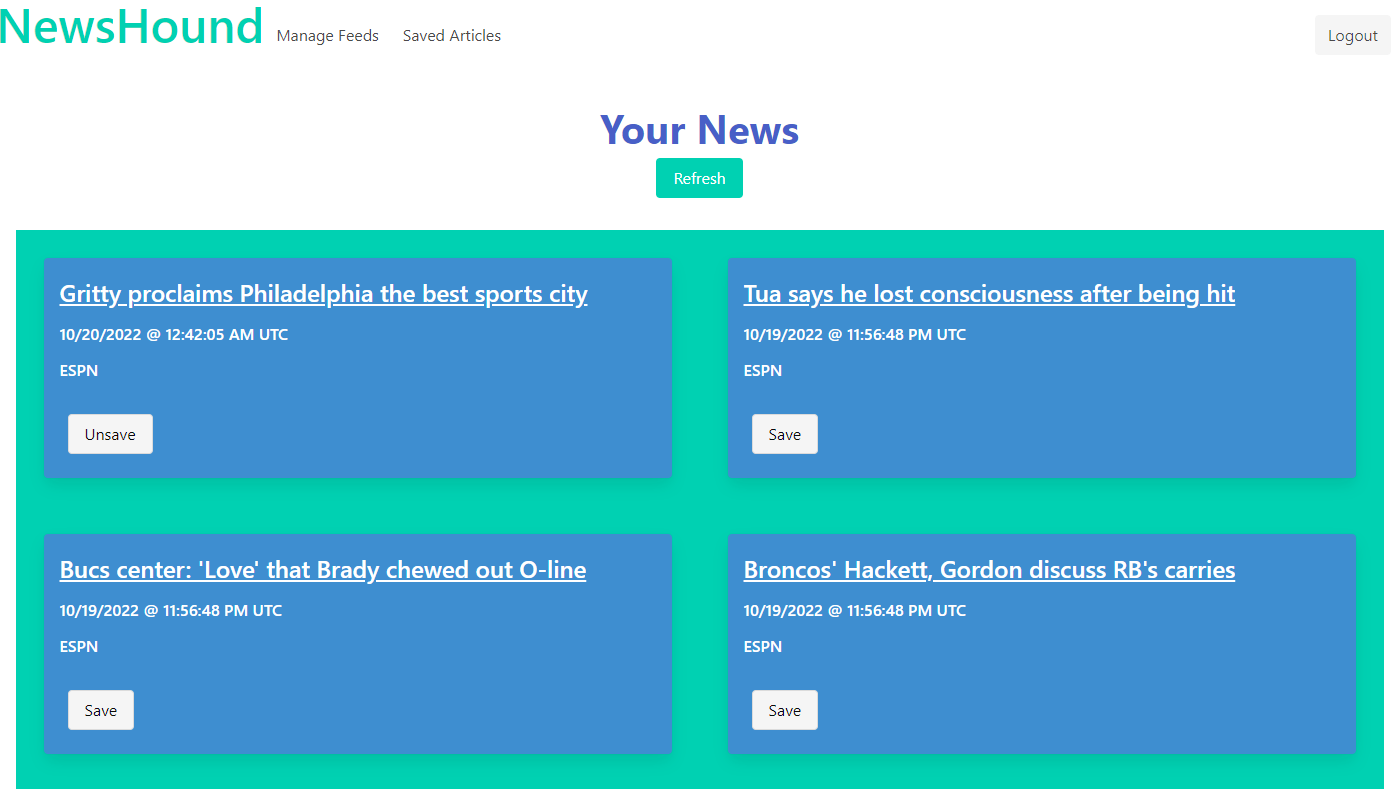 NewsHound Manage Feeds Saved Articles Logout
Your News
Refresh
Gritty proclaims Philadelphia the best sports city
10/20/2022 @ 12:42:05 AM UTC
ESPN
Unsave
Tua says he lost consciousness after being hit
10/19/2022 @ 11:56:48 PM UTC
ESPN
Save
Bucs center: 'Love' that Brady chewed out O-line
10/19/2022 @ 11:56:48 PM UTC
ESPN
Save
Broncos' Hackett, Gordon discuss RB's carries
10/19/2022 @ 11:56:48 PM UTC
ESPN
Save